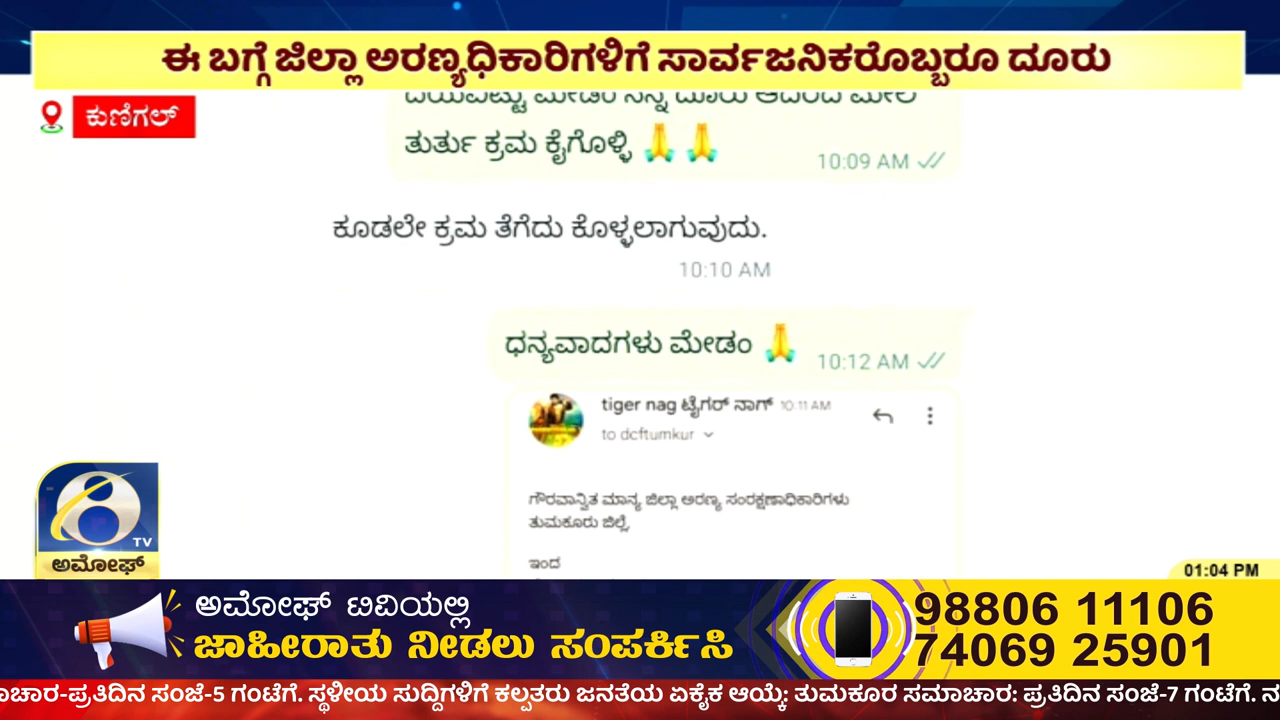 ಈ ಬಗ್ಗೆ ಜಿಲ್ಲಾ ಅರಣ್ಯಧಿಕಾರಿಗಳಿಗೆ ಸಾರ್ವಜನಿಕರೊಬ್ಬರೂ ದೂರು
ಕುಣಿಗಲ್
ದಯವಿಟ್ಟು ಮೇಡಂ ನನ್ನ ದೂರು ಆದರದ ಮೇಲೆ
ತುರ್ತು ಕ್ರಮ ಕೈಗೊಳ್ಳಿ 🙏 🙏
10:09 AM
ಕೂಡಲೇ ಕ್ರಮ ತೆಗೆದು ಕೊಳ್ಳಲಾಗುವುದು.
10:10 AM
ಧನ್ಯವಾದಗಳು ಮೇಡಂ 🙏
10:12 AM
tiger nag ಟೈಗರ್ ನಾಗ್ 10:11 AM
to dcftumkur
ಗೌರವಾನ್ವಿತ ಮಾನ್ಯ ಜಿಲ್ಲಾ ಅರಣ್ಯ ಸಂರಕ್ಷಣಾಧಿಕಾರಿಗಳು
ತುಮಕೂರು ಜಿಲ್ಲೆ.
ಇಂದ
8
TV
ಅಮೋಘ್
01:04 PM
ಅಮೋಘ್ ಟಿವಿಯಲ್ಲಿ
ಜಾಹೀರಾತು ನೀಡಲು ಸಂಪರ್ಕಿಸಿ
98806 11106
74069 25901
ಾಚಾರ-ಪ್ರತಿದಿನ ಸಂಜೆ-5 ಗಂಟೆಗೆ. ಸ್ಥಳೀಯ ಸುದ್ದಿಗಳಿಗೆ ಕಲ್ಪತರು ಜನತೆಯ ಏಕೈಕ ಆಯ್ಕೆ: ತುಮಕೂರ ಸಮಾಚಾರ: ಪ್ರತಿದಿನ ಸಂಜೆ-7 ಗಂಟೆಗೆ. ನ